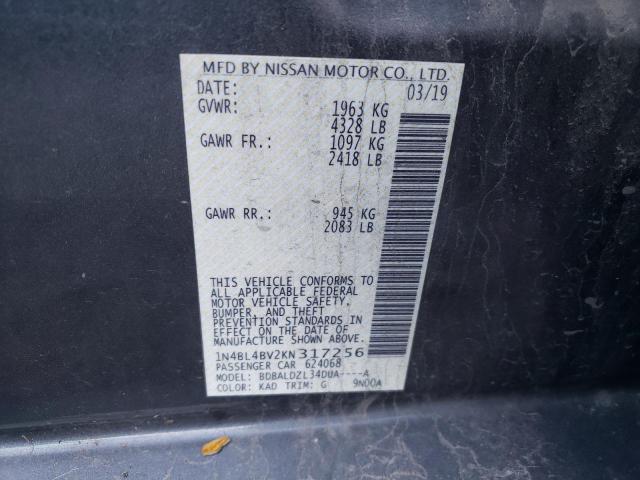 MFD BY NISSAN MOTOR CO., LTD.
DATE: 03/19
GVWR: 1963 KG
4328 LB
GAWR FR.: 1097 KG
2418 LB
GAWR RR.: 945 KG
2083 LB
THIS VEHICLE CONFORMS TO
ALL APPLICABLE FEDERAL
MOTOR VEHICLE SAFETY,
BUMPER, AND THEFT
PREVENTION STANDARDS IN
EFFECT ON THE DATE OF
MANUFACTURE SHOWN ABOVE.
1N4BL4BV2KN317256
PASSENGER CAR 624068
MODEL: BDBALDZL34DUA----A
COLOR: KAD TRIM: G 9N00A